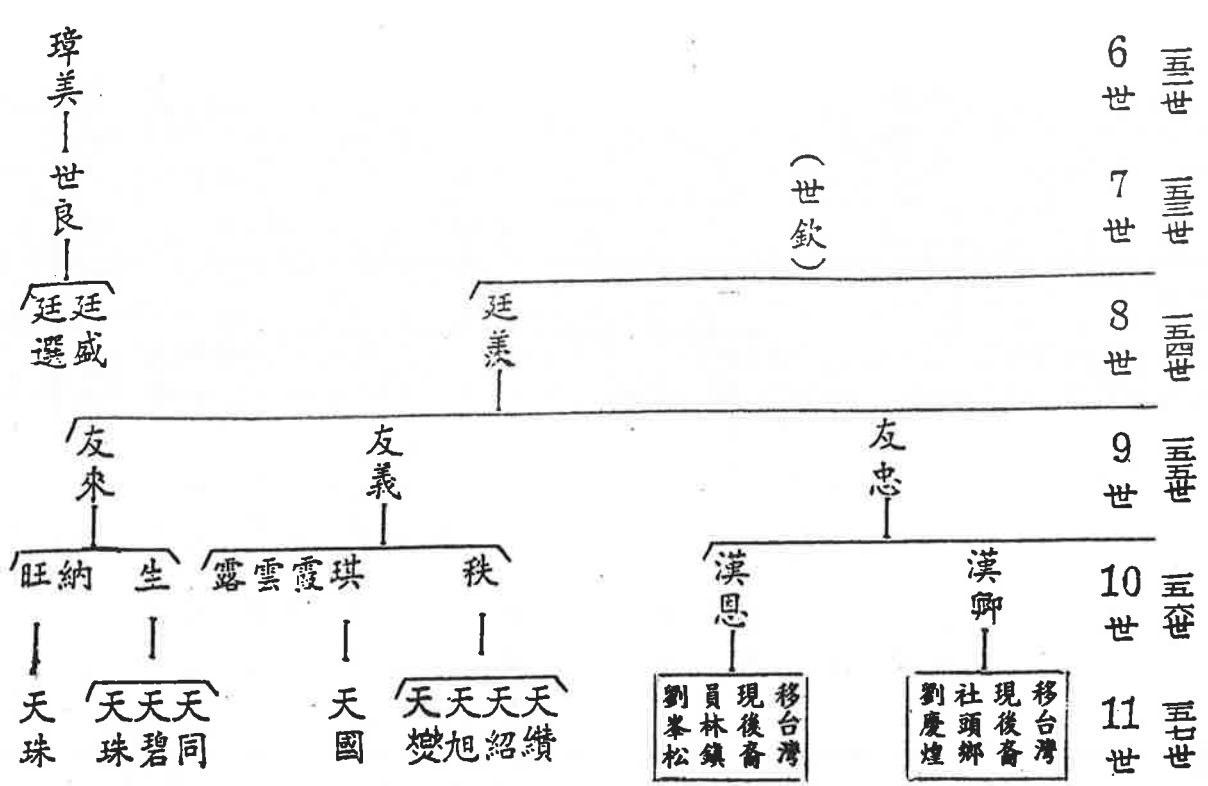 6世 一五二世
7世 一五三世
8世 一五四世
9世 一五五世
10世 一五六世
11世 一五七世
(世欽)
璋美
世良
廷盛
廷選
廷羨
友忠
友義
友來
漢卿
漢恩
秩
琪
霞
雲
露
生
納
旺
移台灣
現後裔
社頭鄉
劉慶煌
移台灣
現後裔
員林鎮
劉峯松
天纘
天紹
天旭
天國
天同
天碧
天珠
天珠